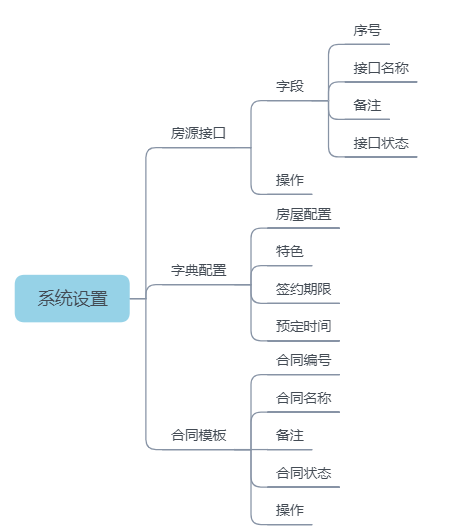 系统设置
房源接口
字段
序号
接口名称
备注
接口状态
操作
字典配置
房屋配置
特色
签约期限
预定时间
合同模板
合同编号
合同名称
备注
合同状态
操作